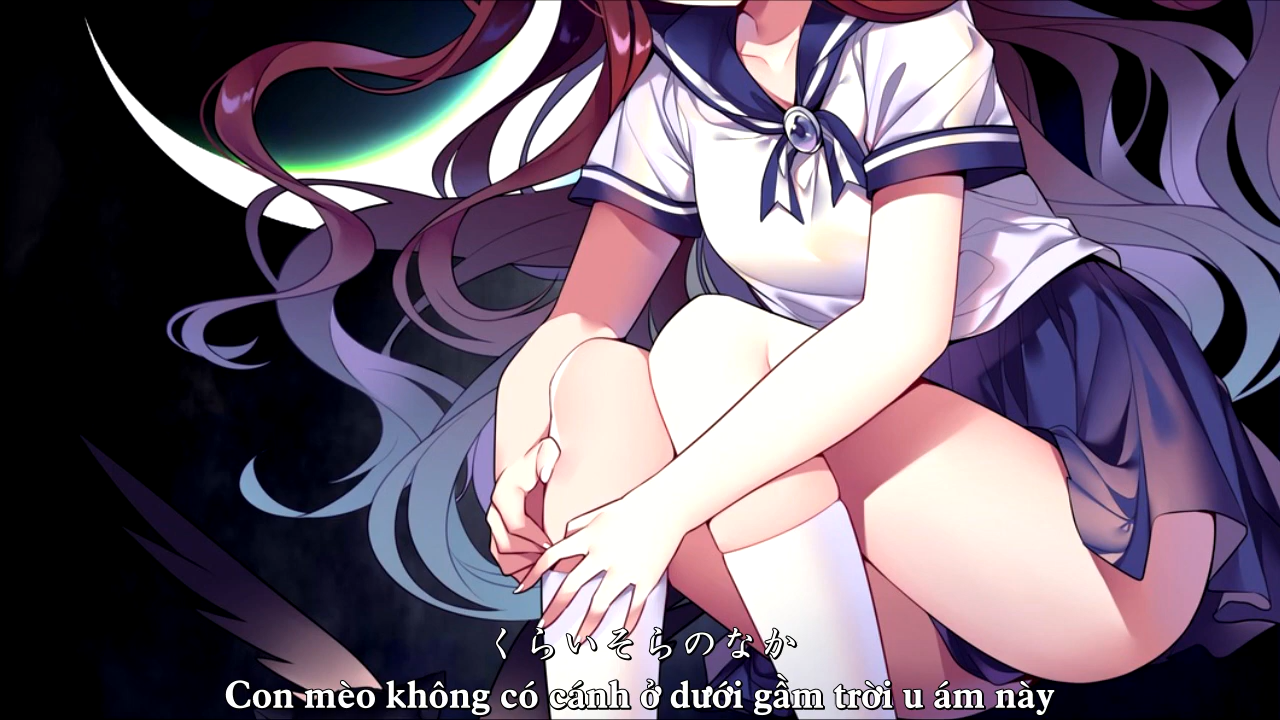 くらいそらのなか
Con mèo không có cánh ở dưới gầm trời u ám này